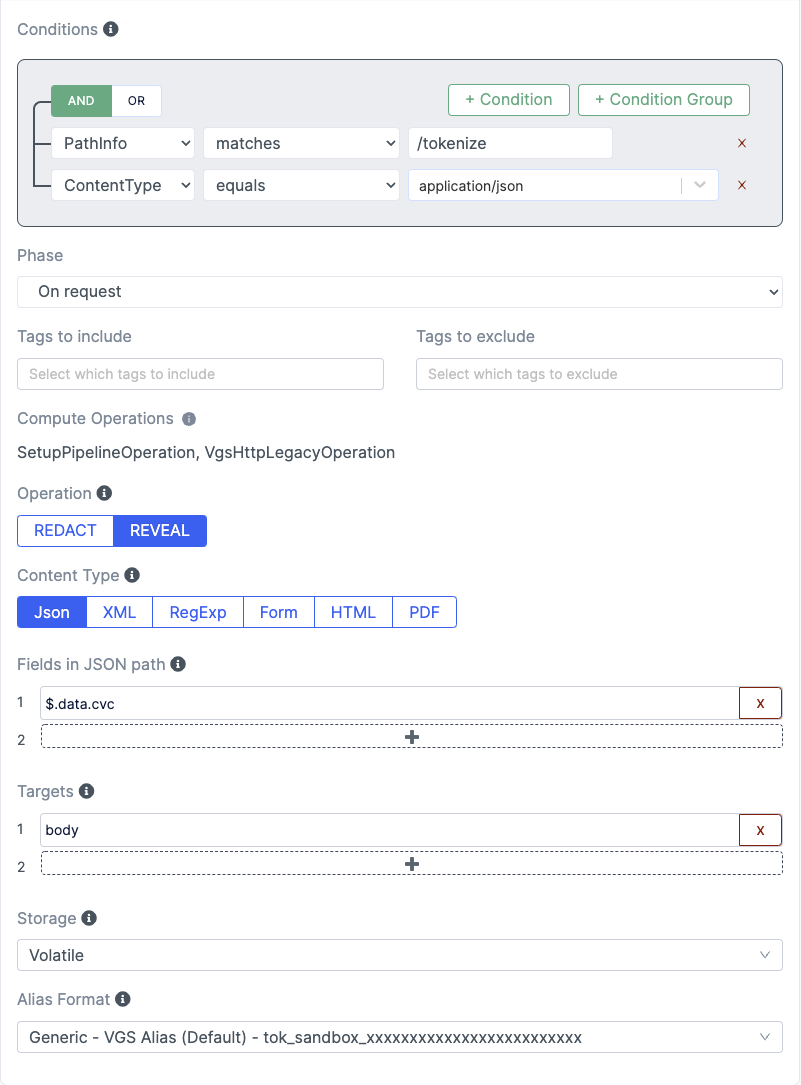 Conditions
AND OR + Condition + Condition Group
PathInfo matches /tokenize x
ContentType equals application/json x
Phase
On request
Tags to include Tags to exclude
Select which tags to include Select which tags to exclude
Compute Operations
SetupPipelineOperation, VgsHttpLegacyOperation
Operation
REDACT REVEAL
Content Type
Json XML RegExp Form HTML PDF
Fields in JSON path
1 $.data.cvc x
2 +
Targets
1 body x
2 +
Storage
Volatile
Alias Format
Generic - VGS Alias (Default) - tok_sandbox_xxxxxxxxxxxxxxxxxxxxxxxxx